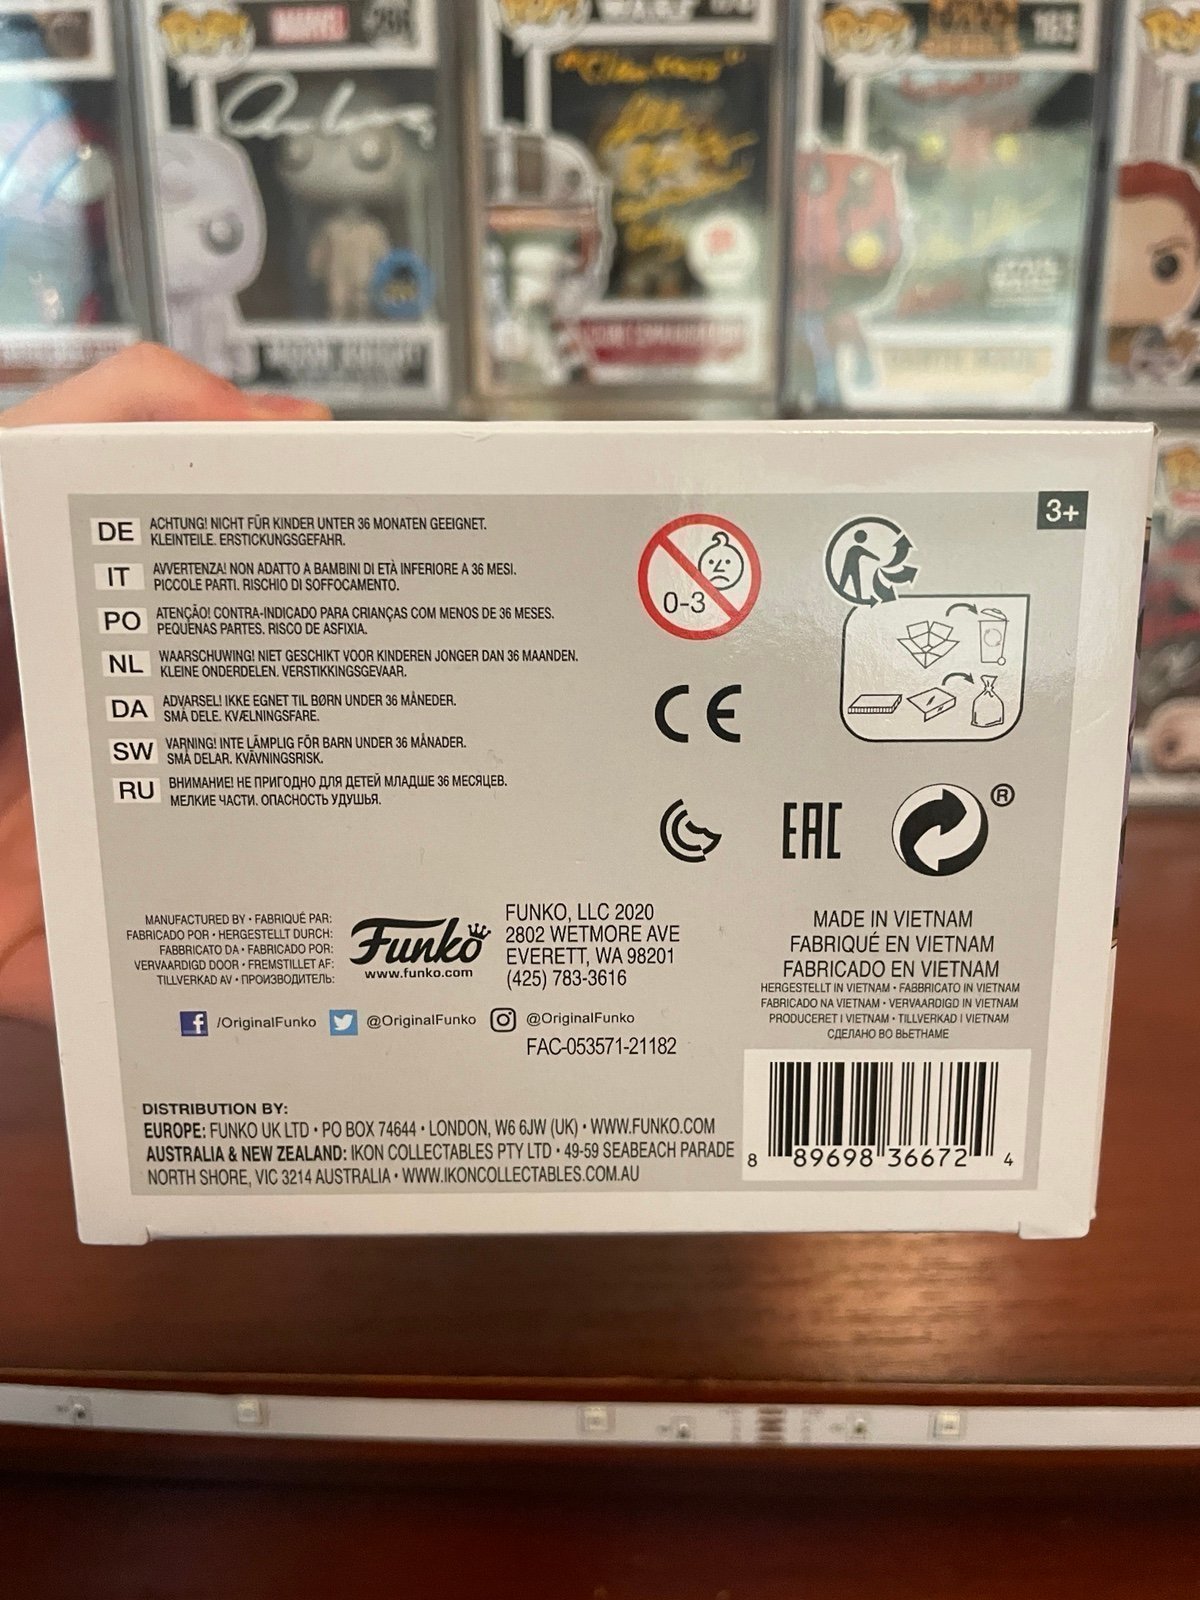 POP!
MARVEL
POP!
POP!
163
3+
DE
ACHTUNG! NICHT FÜR KINDER UNTER 36 MONATEN GEEIGNET.
KLEINTEILE. ERSTICKUNGSGEFAHR.
IT
AVVERTENZA! NON ADATTO A BAMBINI DI ETÀ INFERIORE A 36 MESI.
PICCOLE PARTI. RISCHIO DI SOFFOCAMENTO.
PO
ATENÇÃO! CONTRA-INDICADO PARA CRIANÇAS COM MENOS DE 36 MESES.
PEQUENAS PARTES. RISCO DE ASFIXIA.
NL
WAARSCHUWING! NIET GESCHIKT VOOR KINDEREN JONGER DAN 36 MAANDEN.
KLEINE ONDERDELEN. VERSTIKKINGSGEVAAR.
DA
ADVARSEL! IKKE EGNET TIL BØRN UNDER 36 MÅNEDER.
SMÅ DELE. KVÆLNINGSFARE.
SW
VARNING! INTE LÄMPLIG FÖR BARN UNDER 36 MÅNADER.
SMÅ DELAR. KVÄVNINGSRISK.
RU
ВНИМАНИЕ! НЕ ПРИГОДНО ДЛЯ ДЕТЕЙ МЛАДШЕ 36 МЕСЯЦЕВ.
МЕЛКИЕ ЧАСТИ. ОПАСНОСТЬ УДУШЬЯ.
0-3
CE
EAC
®
MANUFACTURED BY • FABRIQUÉ PAR:
FABRICADO POR • HERGESTELLT DURCH:
FABBRICATO DA • FABRICADO POR:
VERVAARDIGD DOOR • FREMSTILLET AF:
TILLVERKAD AV • ПРОИЗВОДИТЕЛЬ:
Funko
www.funko.com
FUNKO, LLC 2020
2802 WETMORE AVE
EVERETT, WA 98201
(425) 783-3616
/OriginalFunko @OriginalFunko @OriginalFunko
FAC-053571-21182
MADE IN VIETNAM
FABRIQUÉ EN VIETNAM
FABRICADO EN VIETNAM
HERGESTELLT IN VIETNAM • FABBRICATO IN VIETNAM
FABRICADO NA VIETNAM • VERVAARDIGD IN VIETNAM
PRODUCERET I VIETNAM • TILLVERKAD I VIETNAM
СДЕЛАНО ВО ВЬЕТНАМЕ
DISTRIBUTION BY:
EUROPE: FUNKO UK LTD • PO BOX 74644 • LONDON, W6 6JW (UK) • WWW.FUNKO.COM
AUSTRALIA & NEW ZEALAND: IKON COLLECTABLES PTY LTD • 49-59 SEABEACH PARADE
NORTH SHORE, VIC 3214 AUSTRALIA • WWW.IKONCOLLECTABLES.COM.AU
8 89698 36672 4